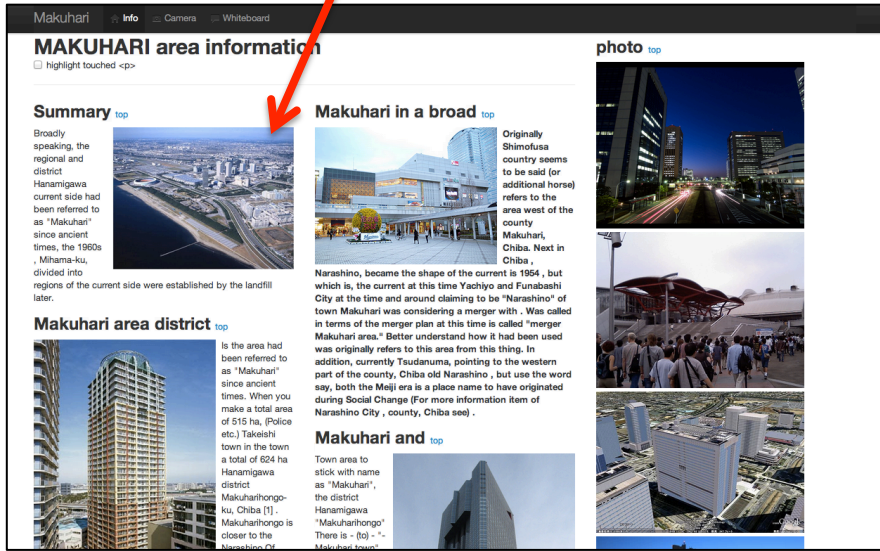 Makuhari Info Camera Whiteboard
MAKUHARI area information
highlight touched <p>
Summary top
Broadly
speaking, the
regional and
district
Hanamigawa
current side had
been referred to
as "Makuhari"
since ancient
times, the 1960s
, Mihama-ku,
divided into
regions of the current side were established by the landfill
later.
Makuhari area district top
Is the area had
been referred to
as "Makuhari"
since ancient
times. When you
make a total area
of 515 ha, (Police
etc.) Takeishi
town in the town
a total of 624 ha
Hanamigawa
district
Makuharihongo-
ku, Chiba [1] .
Makuharihongo is
closer to the
Narashino Of
Makuhari in a broad top
Originally
Shimofusa
country seems
to be said (or
additional horse)
refers to the
area west of the
county
Makuhari,
Chiba. Next in
Chiba ,
Narashino, became the shape of the current is 1954 , but
which is, the current at this time Yachiyo and Funabashi
City at the time and around claiming to be "Narashino" of
town Makuhari was considering a merger with . Was called
in terms of the merger plan at this time is called "merger
Makuhari area." Better understand how it had been used
was originally refers to this area from this thing. In
addition, currently Tsudanuma, pointing to the western
part of the county, Chiba old Narashino , but use the word
say, both the Meiji era is a place name to have originated
during Social Change (For more information item of
Narashino City , county, Chiba see) .
Makuhari and top
Town area to
stick with name
as "Makuhari",
the district
Hanamigawa
"Makuharihongo"
There is - (to) - "-
Makuhari town"
photo top